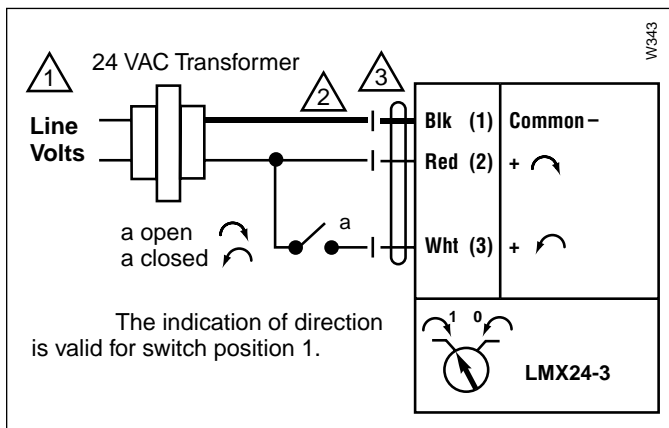 W343
1
24 VAC Transformer
2
3
Line
Volts
Blk (1) Common –
Red (2) +
a open
a closed
a
Wht (3) +
The indication of direction
is valid for switch position 1.
1 0
LMX24-3